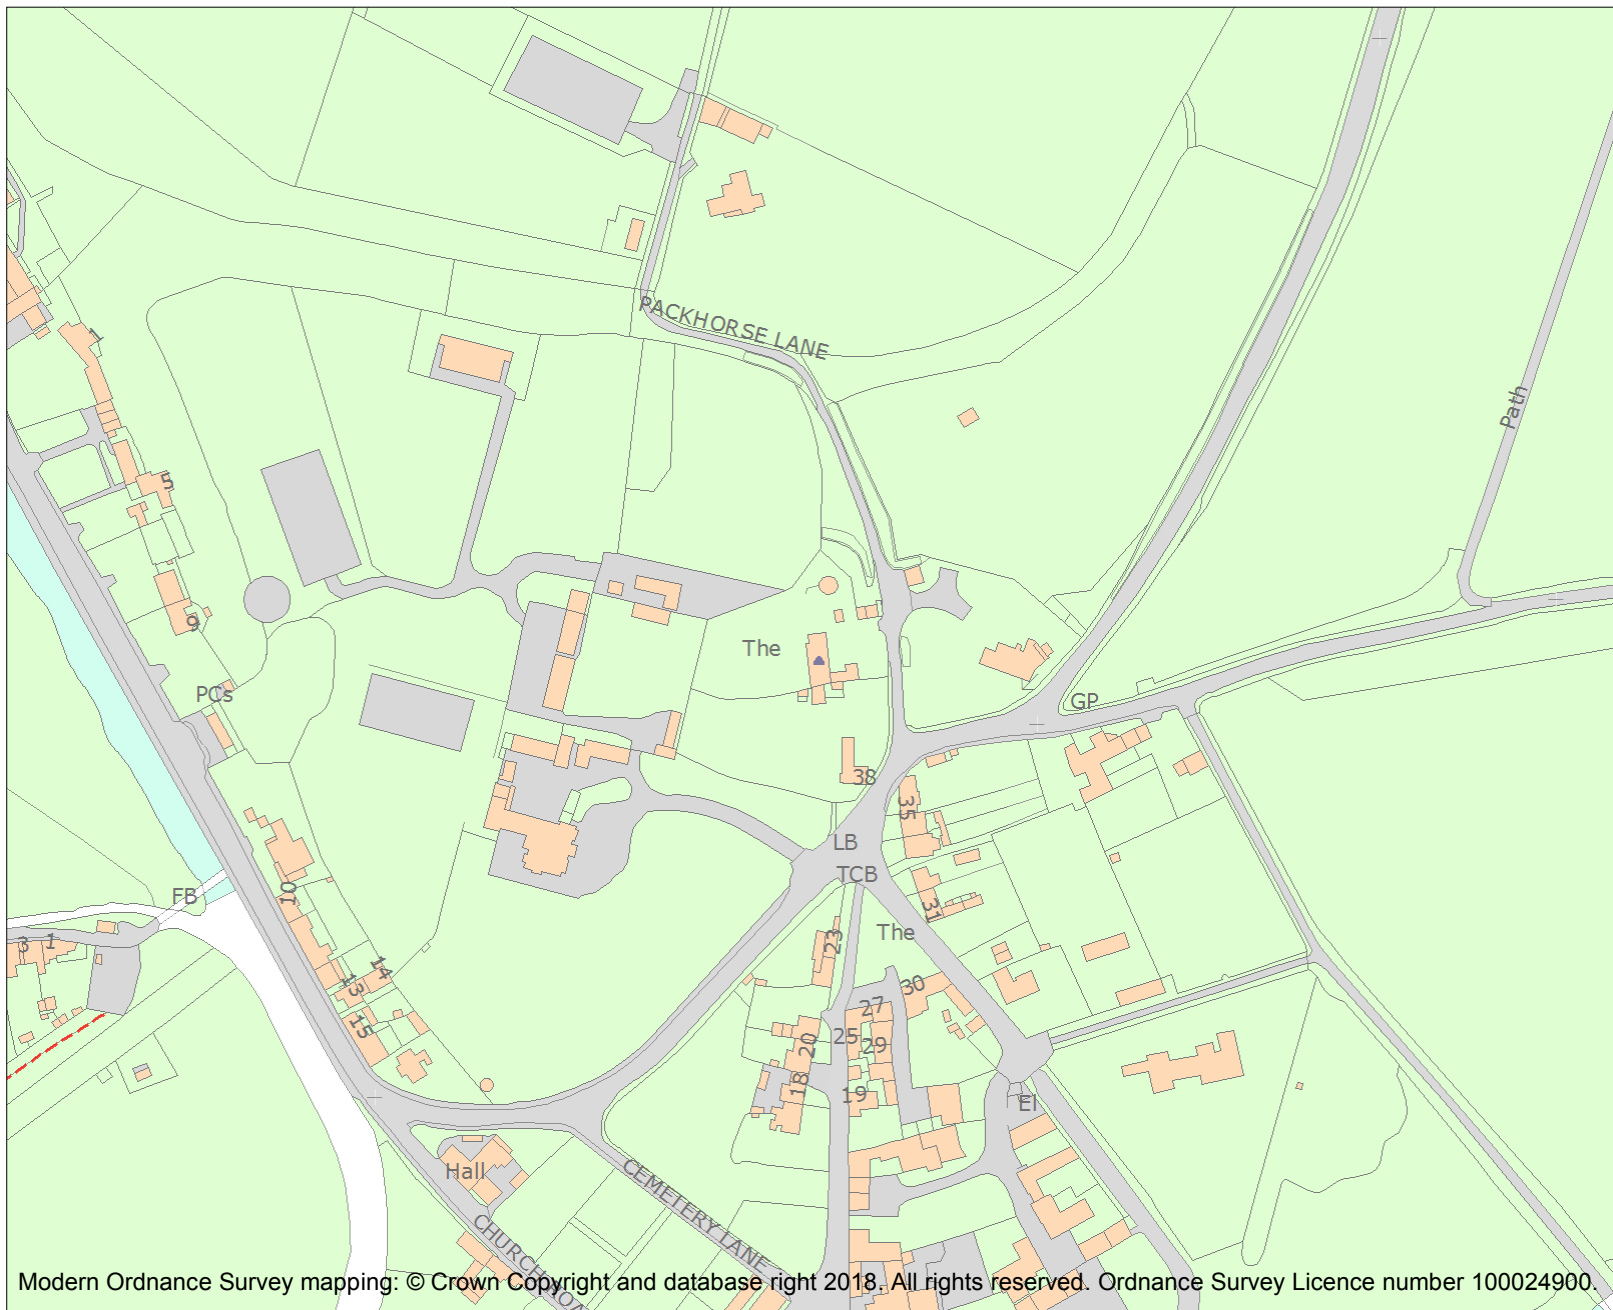 PACKHORSE LANE
1
Path
5
9
The
PCs
GP
38
35
LB
TCB
10
FB
31
The
23
3 1
14
13
30
27
15
25
20
29
18
19
El
Hall
CEMETERY LANE
CHURCH ROA
Modern Ordnance Survey mapping: © Crown Copyright and database right 2018. All rights reserved. Ordnance Survey Licence number 100024900.